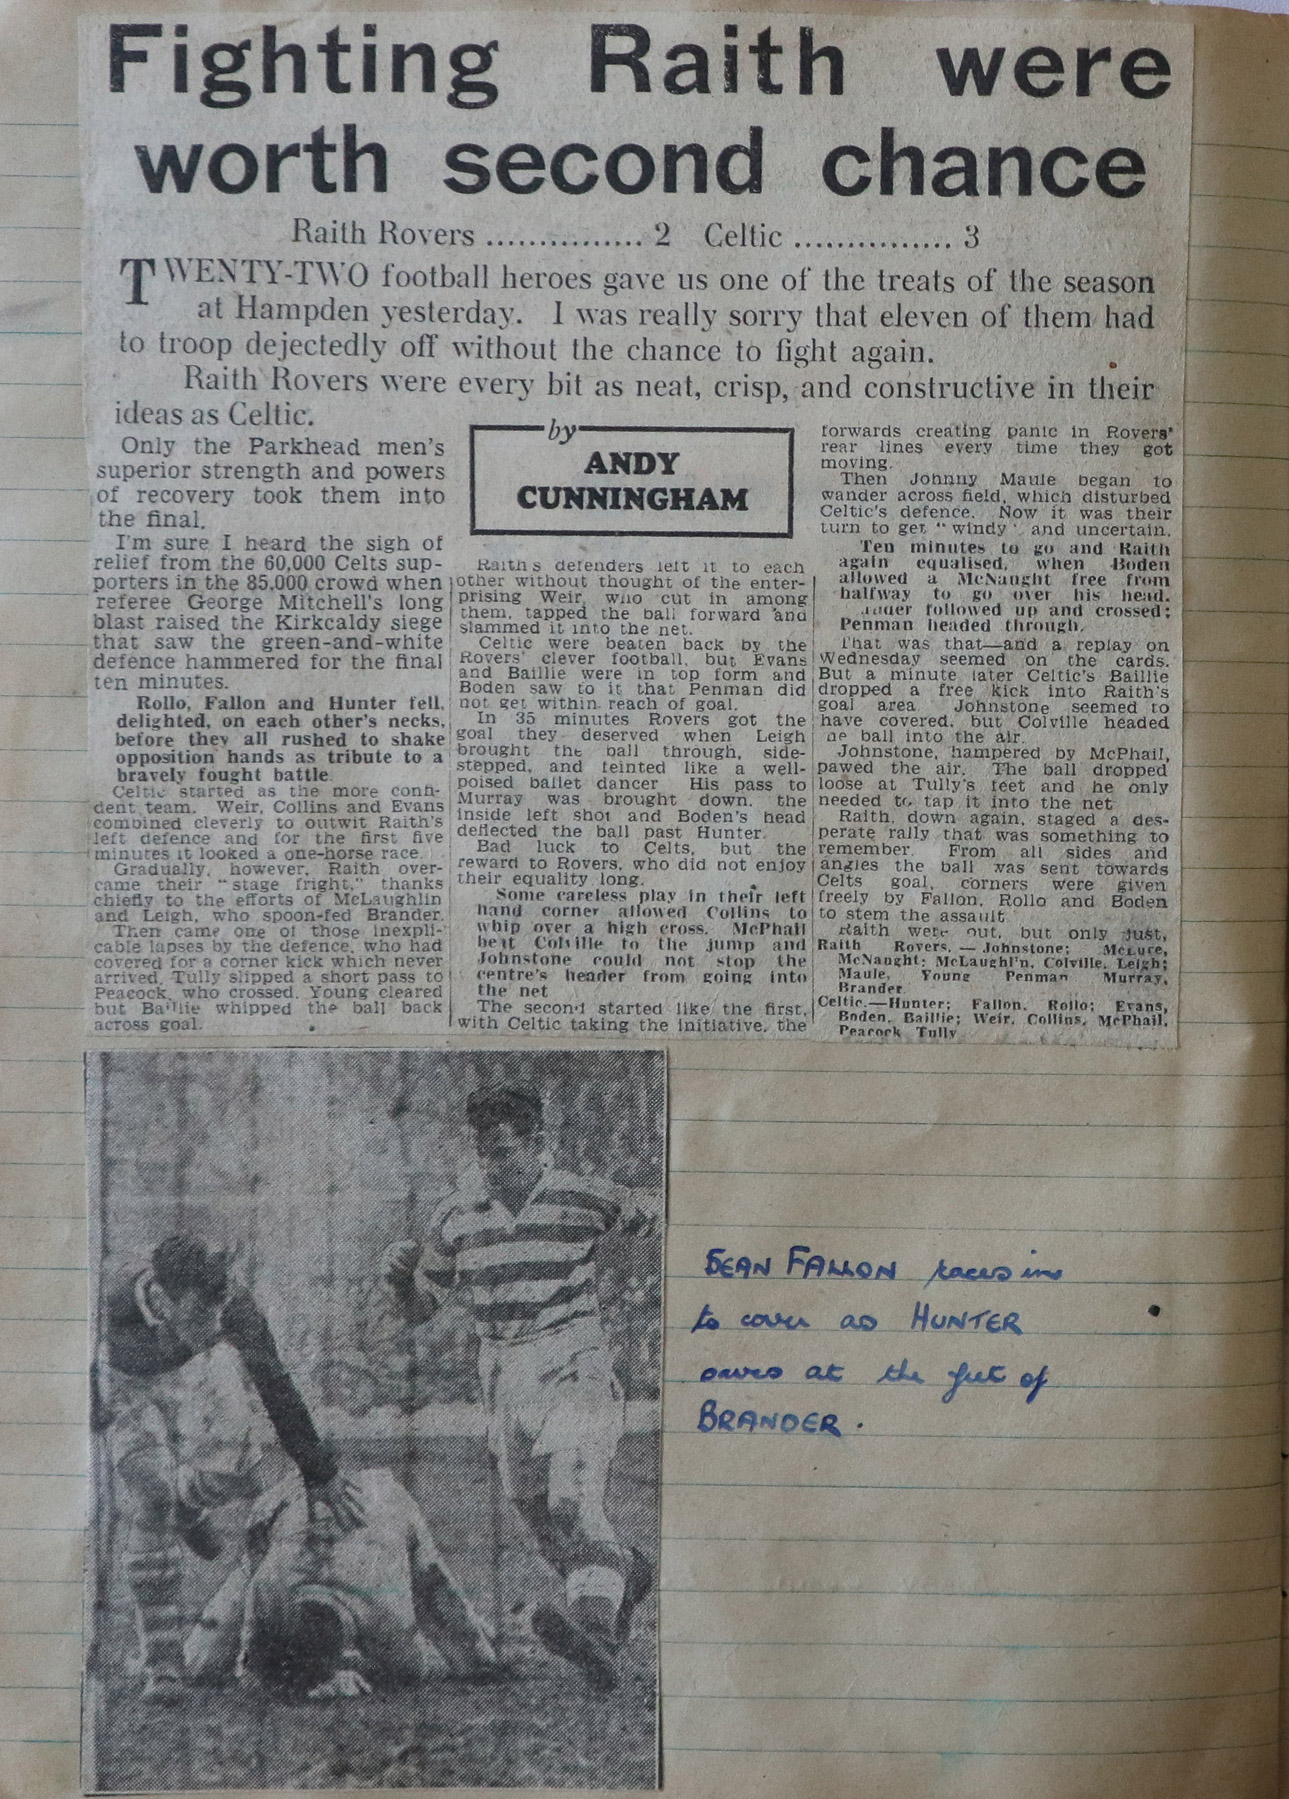 Fighting Raith were
worth second chance
Raith Rovers ............... 2 Celtic ............... 3
TWENTY-TWO football heroes gave us one of the treats of the season
at Hampden yesterday. I was really sorry that eleven of them had
to troop dejectedly off without the chance to fight again.
Raith Rovers were every bit as neat, crisp, and constructive in their
ideas as Celtic.
Only the Parkhead men's
superior strength and powers
of recovery took them into
the final.
I'm sure I heard the sigh of
relief from the 60,000 Celts sup-
porters in the 85,000 crowd when
referee George Mitchell's long
blast raised the Kirkcaldy siege
that saw the green-and-white
defence hammered for the final
ten minutes.
Rollo, Fallon and Hunter fell,
delighted, on each other's necks,
before they all rushed to shake
opposition hands as tribute to a
bravely fought battle.
Celtic started as the more confi-
dent team. Weir, Collins and Evans
combined cleverly to outwit Raith's
left defence and for the first five
minutes it looked a one-horse race.
Gradually, however, Raith over-
came their "stage fright," thanks
chiefly to the efforts of McLaughlin
and Leigh, who spoon-fed Brander.
Then came one of those inexpli-
cable lapses by the defence, who had
covered for a corner kick which never
arrived. Tully slipped a short pass to
Peacock, who crossed. Young cleared
but Baillie whipped the ball back
across goal.
by
ANDY
CUNNINGHAM
Raith's defenders left it to each
other without thought of the enter-
prising Weir, who cut in among
them, tapped the ball forward and
slammed it into the net.
Celtic were beaten back by the
Rovers' clever football, but Evans
and Baillie were in top form and
Boden saw to it that Penman did
not get within reach of goal.
In 35 minutes Rovers got the
goal they deserved when Leigh
brought the ball through, side-
stepped, and feinted like a well-
poised ballet dancer His pass to
Murray was brought down, the
inside left shot and Boden's head
deflected the ball past Hunter.
Bad luck to Celts, but the
reward to Rovers, who did not enjoy
their equality long.
Some careless play in their left
hand corner allowed Collins to
whip over a high cross. McPhail
beat Colville to the jump and
Johnstone could not stop the
centre's header from going into
the net
The second started like the first,
with Celtic taking the initiative, the
forwards creating panic in Rovers'
rear lines every time they got
moving.
Then Johnny Maule began to
wander across field, which disturbed
Celtic's defence. Now it was their
turn to get "windy" and uncertain.
Ten minutes to go and Raith
again equalised, when Boden
allowed a McNaught free from
halfway to go over his head.
followed up and crossed;
Penman headed through.
That was that—and a replay on
Wednesday seemed on the cards.
But a minute later Celtic's Baillie
dropped a free kick into Raith's
goal area Johnstone seemed to
have covered, but Colville headed
he ball into the air.
Johnstone, hampered by McPhail,
pawed the air. The ball dropped
loose at Tully's feet and he only
needed to tap it into the net
Raith, down again, staged a des-
perate rally that was something to
remember. From all sides and
angles the ball was sent towards
Celts goal, corners were given
freely by Fallon, Rollo and Boden
to stem the assault
Raith were out, but only just,
Raith Rovers. — Johnstone; McLure,
McNaught; McLaughl'n, Colville, Leigh;
Maule, Young Penman Murray,
Brander.
Celtic.—Hunter; Fallon, Rollo; Evans,
Boden, Baillie; Weir, Collins, McPhail,
Peacock Tully
SEAN FALLON races in
to cover as HUNTER
saves at the feet of
BRANDER.